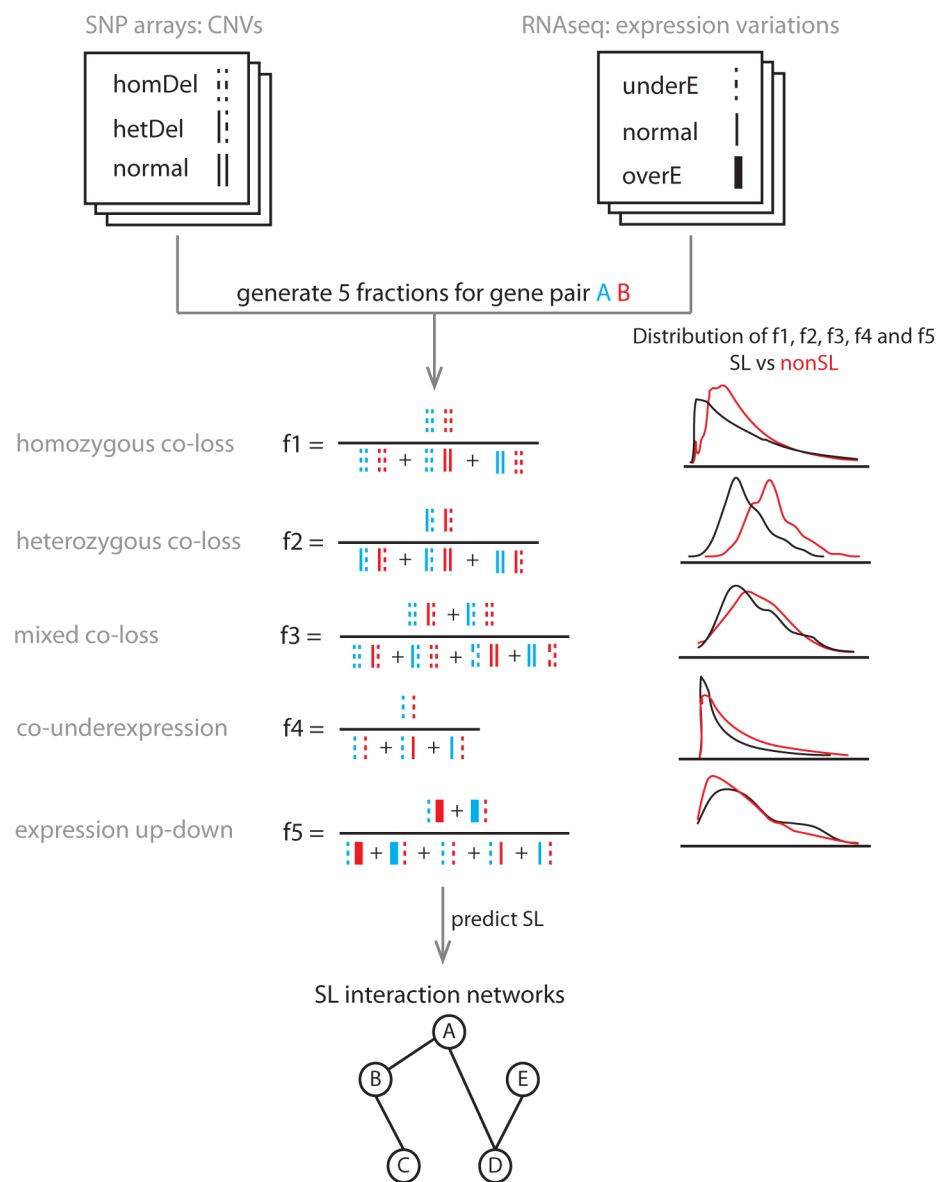 SNP arrays: CNVs
RNAseq: expression variations
homDel
hetDel
normal
underE
normal
overE
generate 5 fractions for gene pair A B
Distribution of f1, f2, f3, f4 and f5
SL vs nonSL
homozygous co-loss
f1 =
+ +
heterozygous co-loss
f2 =
+ +
mixed co-loss
f3 =
+
+ + +
co-underexpression
f4 =
+ +
expression up-down
f5 =
+
+ + + +
predict SL
SL interaction networks
A
B
E
C
D